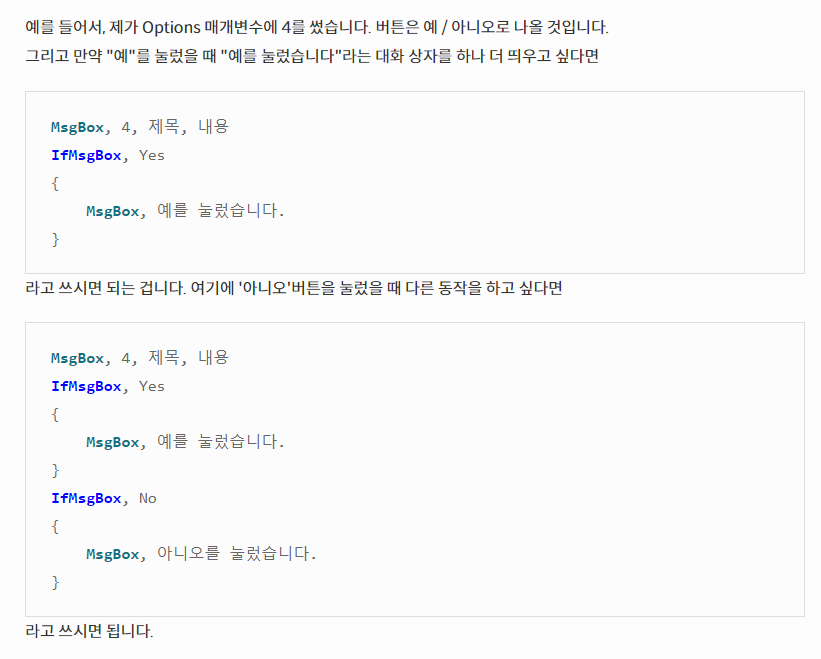 예를 들어서, 제가 Options 매개변수에 4를 썼습니다. 버튼은 예 / 아니오로 나올 것입니다.
그리고 만약 "예"를 눌렀을 때 "예를 눌렀습니다"라는 대화 상자를 하나 더 띄우고 싶다면
MsgBox, 4, 제목, 내용
IfMsgBox, Yes
{
    MsgBox, 예를 눌렀습니다.
}
라고 쓰시면 되는 겁니다. 여기에 '아니오'버튼을 눌렀을 때 다른 동작을 하고 싶다면
MsgBox, 4, 제목, 내용
IfMsgBox, Yes
{
    MsgBox, 예를 눌렀습니다.
}
IfMsgBox, No
{
    MsgBox, 아니오를 눌렀습니다.
}
라고 쓰시면 됩니다.